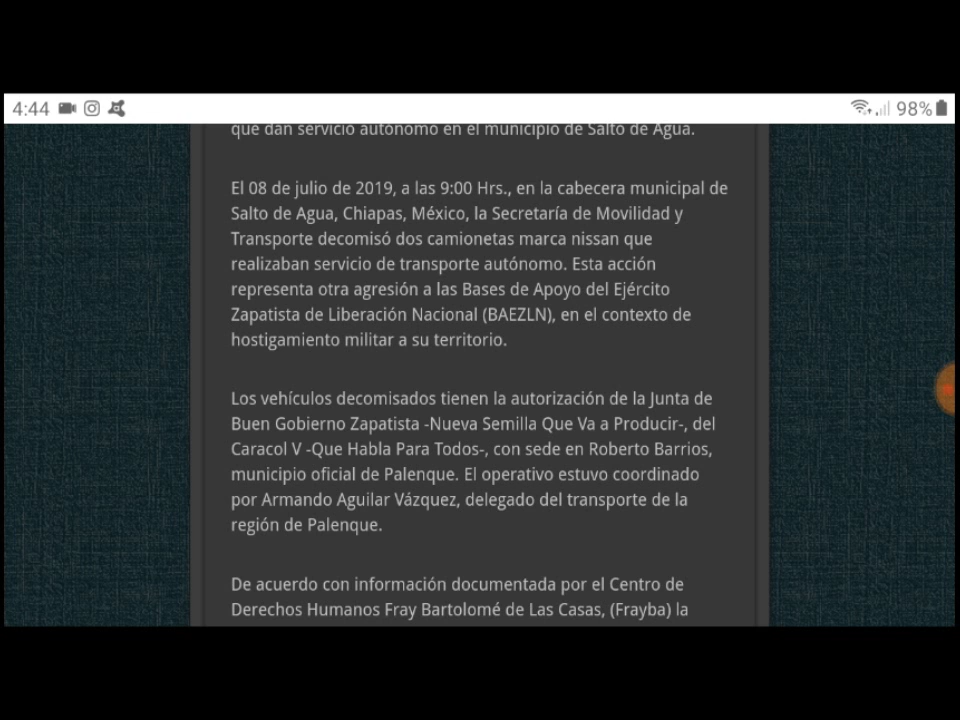 4:44 98%
que dan servicio autónomo en el municipio de Salto de Agua.
El 08 de julio de 2019, a las 9:00 Hrs., en la cabecera municipal de
Salto de Agua, Chiapas, México, la Secretaría de Movilidad y
Transporte decomisó dos camionetas marca nissan que
realizaban servicio de transporte autónomo. Esta acción
representa otra agresión a las Bases de Apoyo del Ejército
Zapatista de Liberación Nacional (BAEZLN), en el contexto de
hostigamiento militar a su territorio.
Los vehículos decomisados tienen la autorización de la Junta de
Buen Gobierno Zapatista -Nueva Semilla Que Va a Producir-, del
Caracol V -Que Habla Para Todos-, con sede en Roberto Barrios,
municipio oficial de Palenque. El operativo estuvo coordinado
por Armando Aguilar Vázquez, delegado del transporte de la
región de Palenque.
De acuerdo con información documentada por el Centro de
Derechos Humanos Fray Bartolomé de Las Casas, (Frayba) la